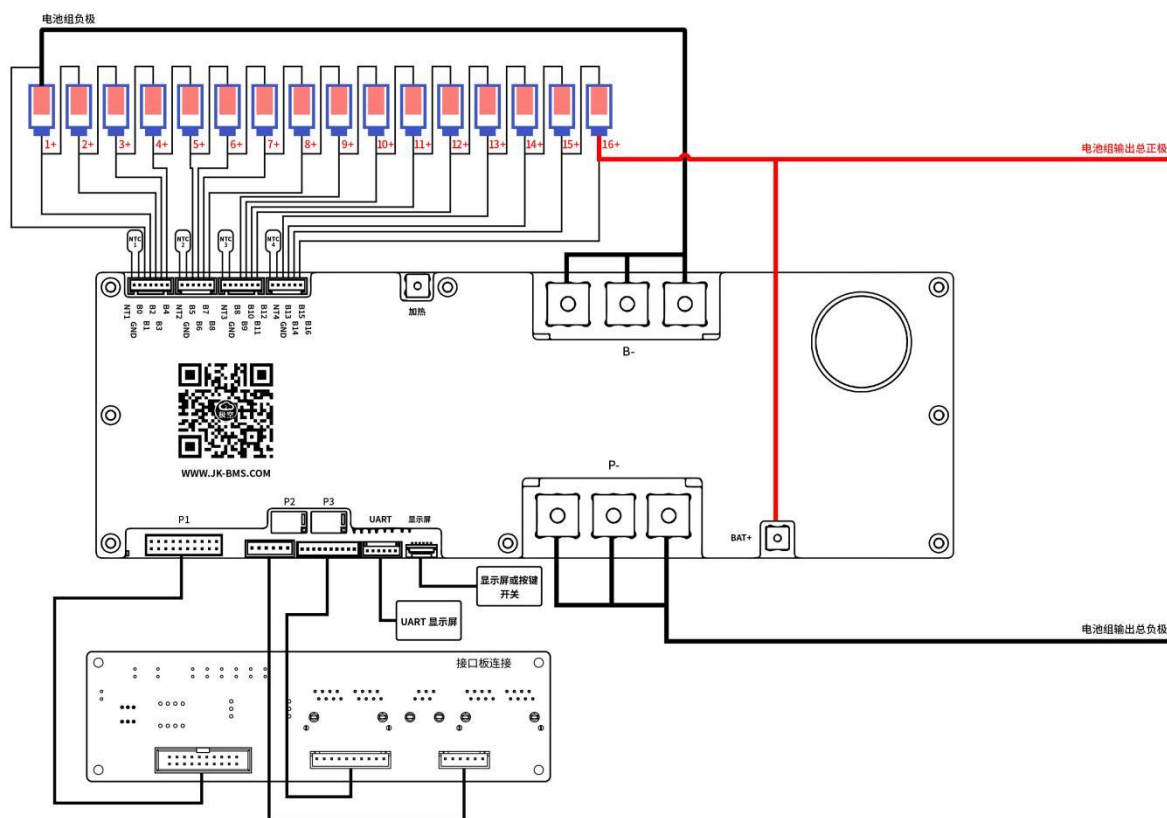 电池组负极
1+ 2+ 3+ 4+ 5+ 6+ 7+ 8+ 9+ 10+ 11+ 12+ 13+ 14+ 15+ 16+
电池组输出总正极
NTC
1
NTC
2
NTC
3
NTC
4
NT1 GND B0 B1 B2 B3 B4 NT2 GND B5 B6 B7 B8 NT3 GND B8 B9 B10 B11 B12 NT4 GND B13 B14 B15 B16
加热
B-
极空
WWW.JK-BMS.COM
P-
P1
P2
P3
UART
显示屏
BAT+
显示屏或按键
开关
UART 显示屏
电池组输出总负极
接口板连接